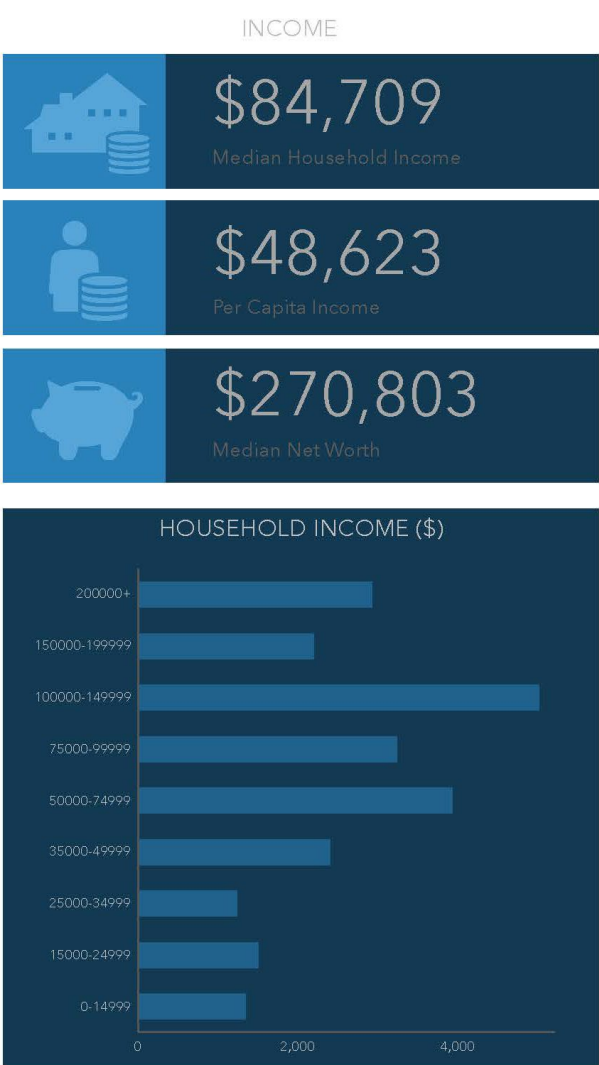 INCOME
$84,709
Median Household Income
$48,623
Per Capita Income
$270,803
Median Net Worth
HOUSEHOLD INCOME ($)
200000+
150000-199999
100000-149999
75000-99999
50000-74999
35000-49999
25000-34999
15000-24999
0-14999
0 2,000 4,000